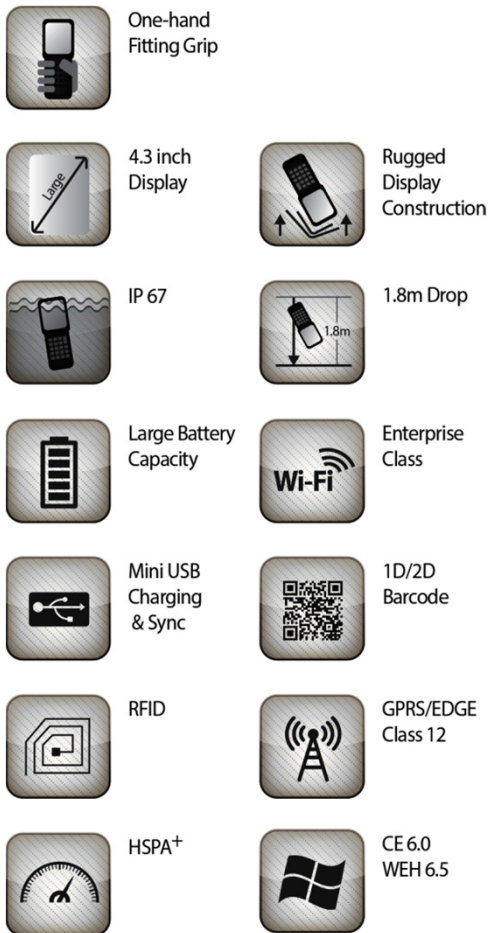 One-hand
Fitting Grip
Large
4.3 inch
Display
Rugged
Display
Construction
IP 67
1.8m
1.8m Drop
Large Battery
Capacity
Wi-Fi
Enterprise
Class
Mini USB
Charging
& Sync
1D/2D
Barcode
RFID
GPRS/EDGE
Class 12
HSPA+
CE 6.0
WEH 6.5